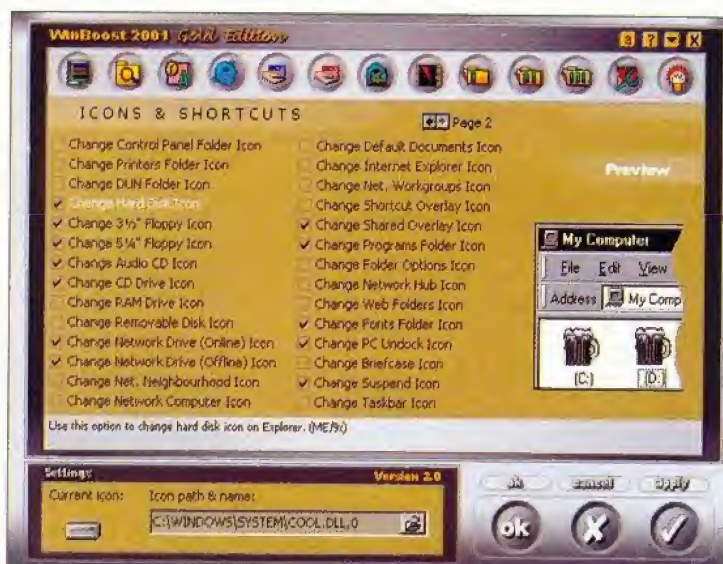 WinBoost 2001 Gold Edition
ICONS & SHORTCUTS
Page 2
Change Control Panel Folder Icon
Change Printers Folder Icon
Change DUN Folder Icon
Change Hard Disk Icon
Change 3½" Floppy Icon
Change 5¼" Floppy Icon
Change Audio CD Icon
Change CD Drive Icon
Change RAM Drive Icon
Change Removable Disk Icon
Change Network Drive (Online) Icon
Change Network Drive (Offline) Icon
Change Net. Neighbourhood Icon
Change Network Computer Icon
Change Default Documents Icon
Change Internet Explorer Icon
Change Net. Workgroups Icon
Change Shortcut Overlay Icon
Change Shared Overlay Icon
Change Programs Folder Icon
Change Folder Options Icon
Change Network Hub Icon
Change Web Folders Icon
Change Fonts Folder Icon
Change PC Undock Icon
Change Briefcase Icon
Change Suspend Icon
Change Taskbar Icon
Preview
My Computer
File Edit View
Address My Comp
(C:) (D:)
Use this option to change hard disk icon on Explorer. (ME/9x)
Settings Version 2.0
Current icon: Icon path & name:
C:\WINDOWS\SYSTEM\COOL.DLL,0
ok cancel apply
ok